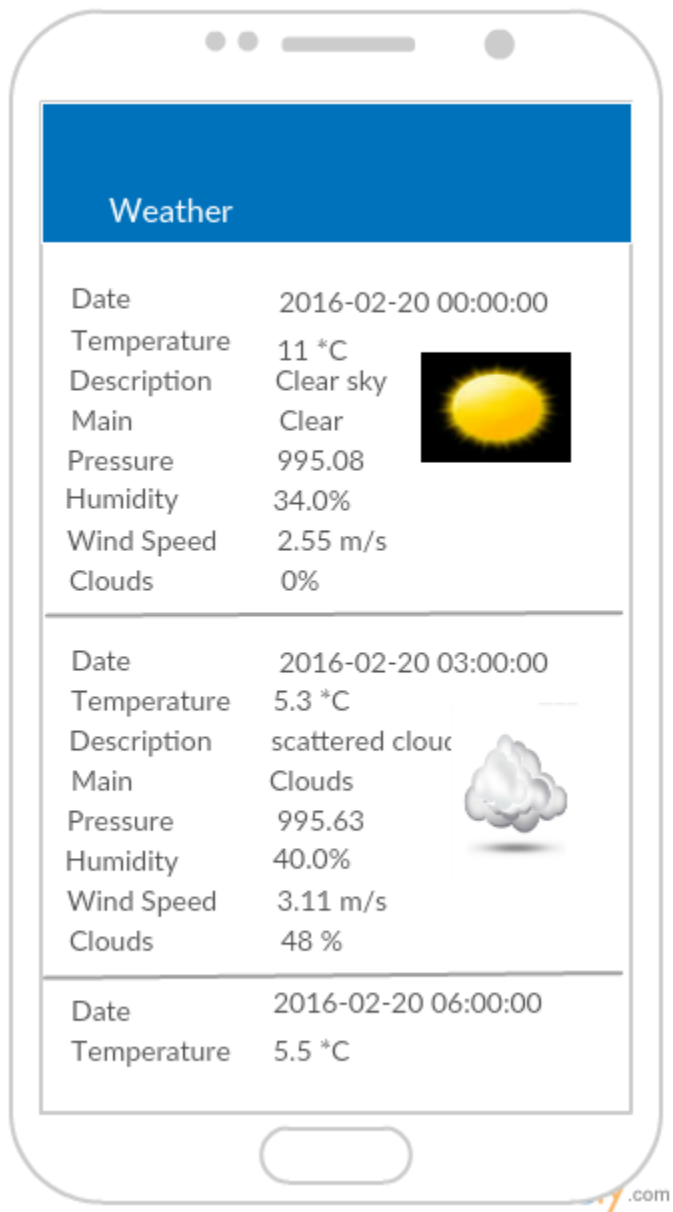 Weather
Date 2016-02-20 00:00:00
Temperature 11 *C
Description Clear sky
Main Clear
Pressure 995.08
Humidity 34.0%
Wind Speed 2.55 m/s
Clouds 0%
Date 2016-02-20 03:00:00
Temperature 5.3 *C
Description scattered clouc
Main Clouds
Pressure 995.63
Humidity 40.0%
Wind Speed 3.11 m/s
Clouds 48 %
Date 2016-02-20 06:00:00
Temperature 5.5 *C
.com